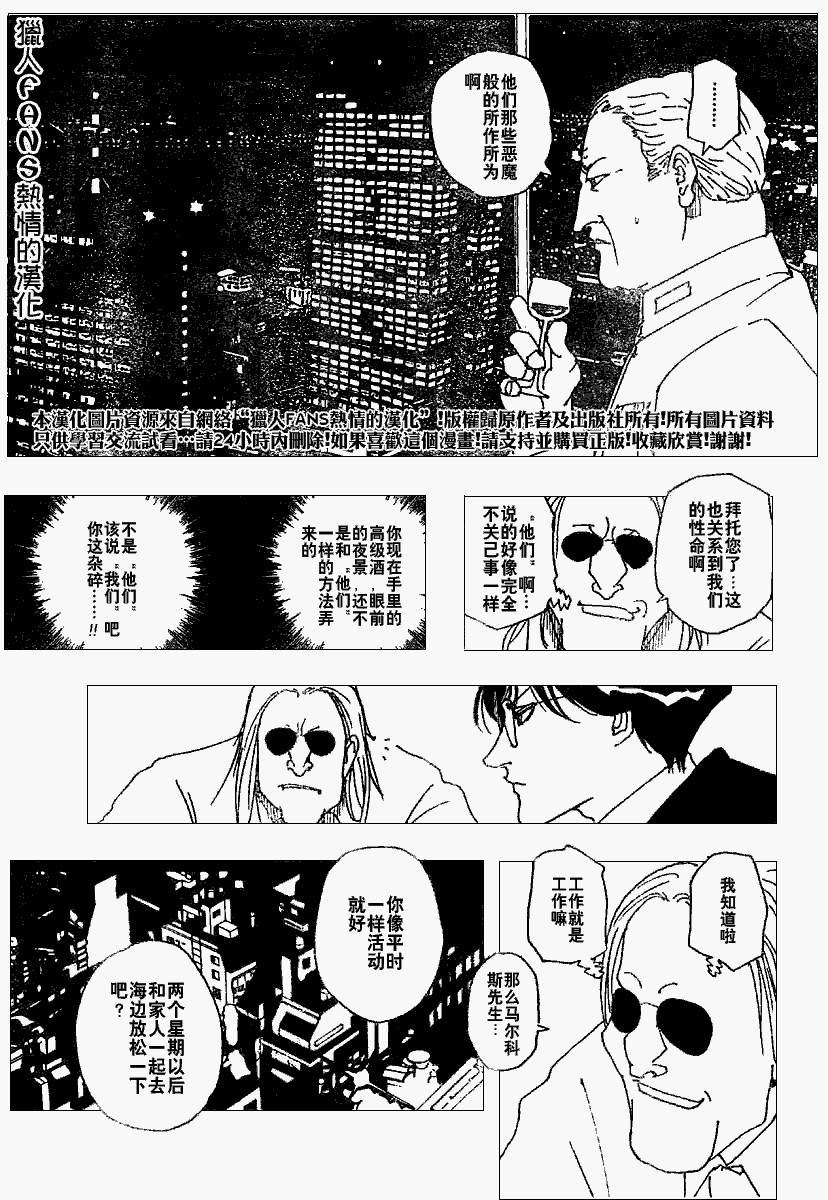 獵人FANS熱情的漢化
………
他们那些恶魔
般的所作所为
啊
本漢化圖片資源來自網絡“獵人FANS熱情的漢化”!版權歸原作者及出版社所有!所有圖片資料
只供學習交流試看…請24小時內刪除!如果喜歡這個漫畫!請支持並購買正版!收藏欣賞!謝謝!
拜托您了…这
也关系到我们
的性命啊
“他们”啊…
说的好像完全
不关己事一样
你现在手里的
高级酒,眼前
的夜景,还不
是和“他们”
一样的方法弄
来的
不是“他们”
该说“我们”吧
你这杂碎……!!
我知道啦
工作就是
工作嘛
那么马尔科
斯先生…
你像平时
一样活动
就好
两个星期以后
和家人一起去
海边放松一下
吧?